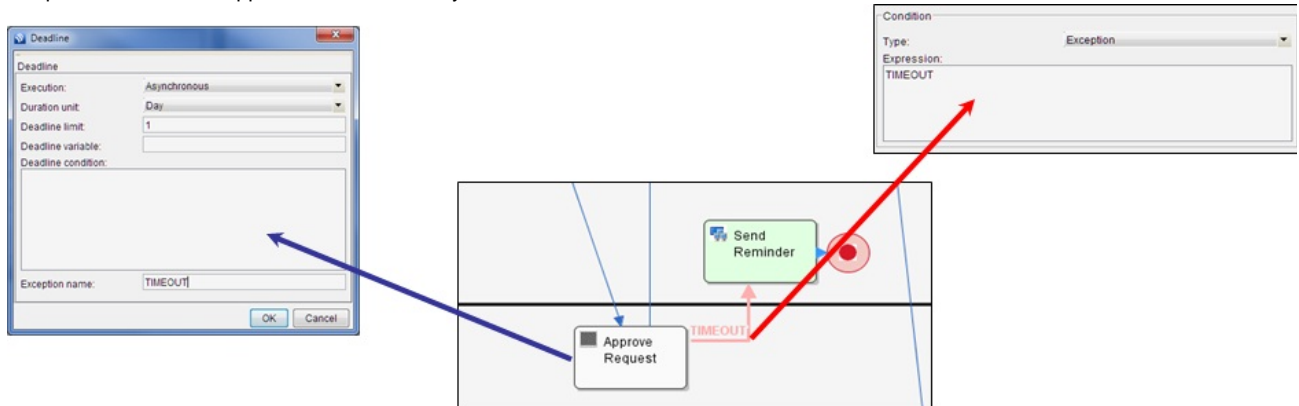 Deadline
Deadline
Execution: Asynchronous
Duration unit: Day
Deadline limit: 1
Deadline variable:
Deadline condition:
Exception name: TIMEOUT
OK Cancel
Condition
Type: Exception
Expression:
TIMEOUT
Send
Reminder
TIMEOUT
Approve
Request